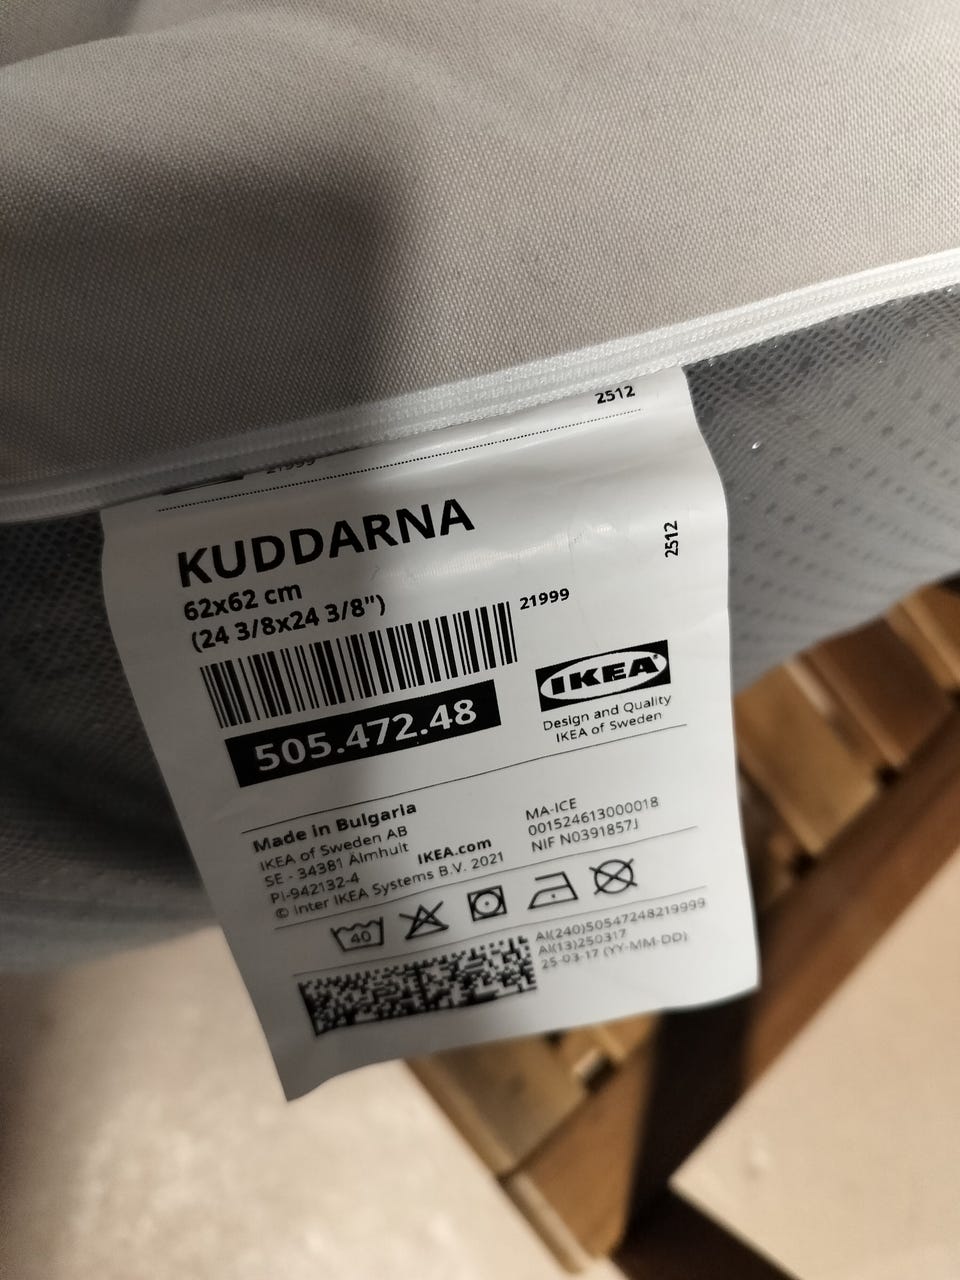 2512
21999
KUDDARNA
62x62 cm
(24 3/8x24 3/8")
21999
2512
505.472.48
IKEA
Design and Quality
IKEA of Sweden
Made in Bulgaria
IKEA of Sweden AB
SE - 34381 Älmhult
PI-942132-4
IKEA.com
© Inter IKEA Systems B.V. 2021
MA-ICE
001524613000018
NIF N0391857J
40
AI(240)50547248219999
AI(13)250317
25-03-17 (YY-MM-DD)